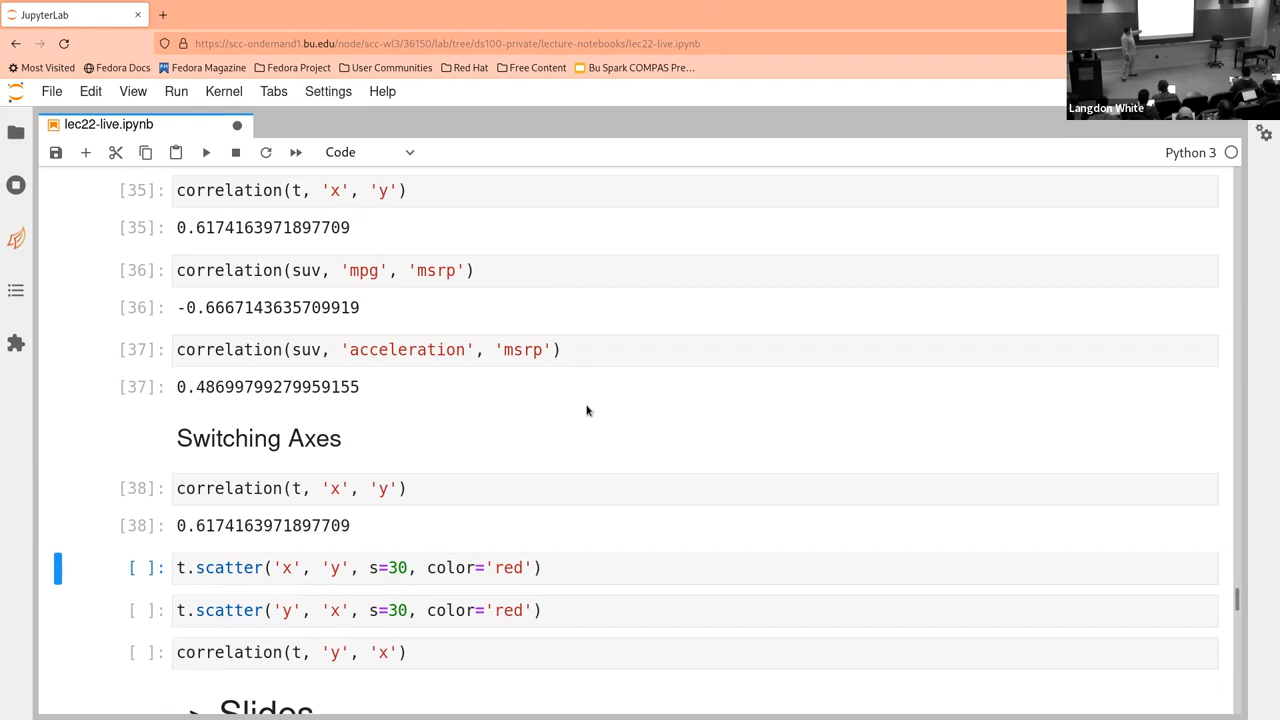 JupyterLab
https://scc-ondemand1.bu.edu/node/scc-wl3/36150/lab/tree/ds100-private/lecture-notebooks/lec22-live.ipynb
Most Visited Fedora Docs Fedora Magazine Fedora Project User Communities Red Hat Free Content Bu Spark COMPAS Pre…
Langdon White
File Edit View Run Kernel Tabs Settings Help
lec22-live.ipynb
Code Python 3
[35]: correlation(t, 'x', 'y')
[35]: 0.6174163971897709
[36]: correlation(suv, 'mpg', 'msrp')
[36]: -0.6667143635709919
[37]: correlation(suv, 'acceleration', 'msrp')
[37]: 0.48699799279959155
Switching Axes
[38]: correlation(t, 'x', 'y')
[38]: 0.6174163971897709
[ ]: t.scatter('x', 'y', s=30, color='red')
[ ]: t.scatter('y', 'x', s=30, color='red')
[ ]: correlation(t, 'y', 'x')
Slides